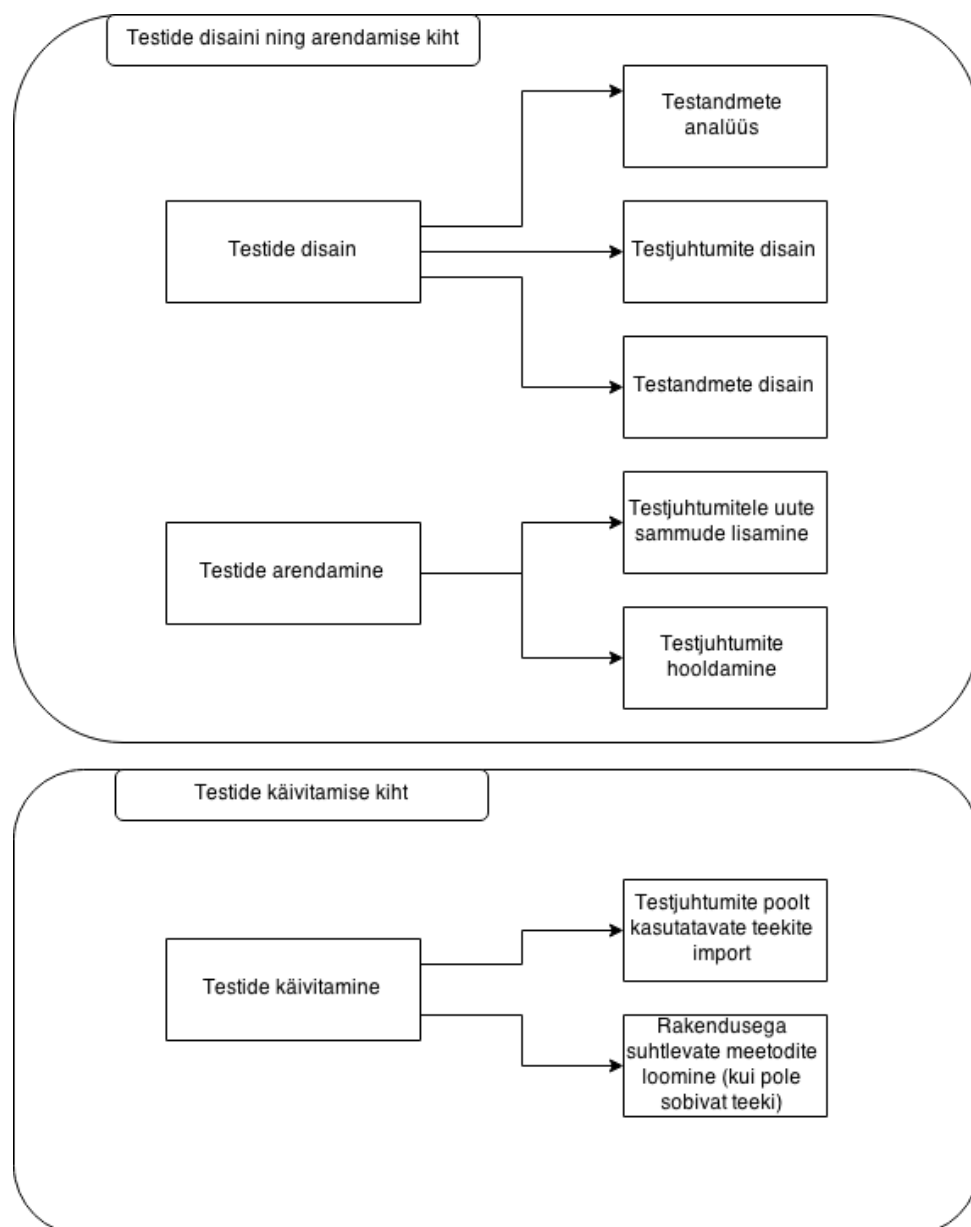 Testide disaini ning arendamise kiht
Testandmete
analüüs
Testide disain
Testjuhtumite disain
Testandmete disain
Testjuhtumitele uute
sammude lisamine
Testide arendamine
Testjuhtumite
hooldamine
Testide käivitamise kiht
Testjuhtumite poolt
kasutatavate teekite
import
Testide käivitamine
Rakendusega
suhtlevate meetodite
loomine (kui pole
sobivat teeki)